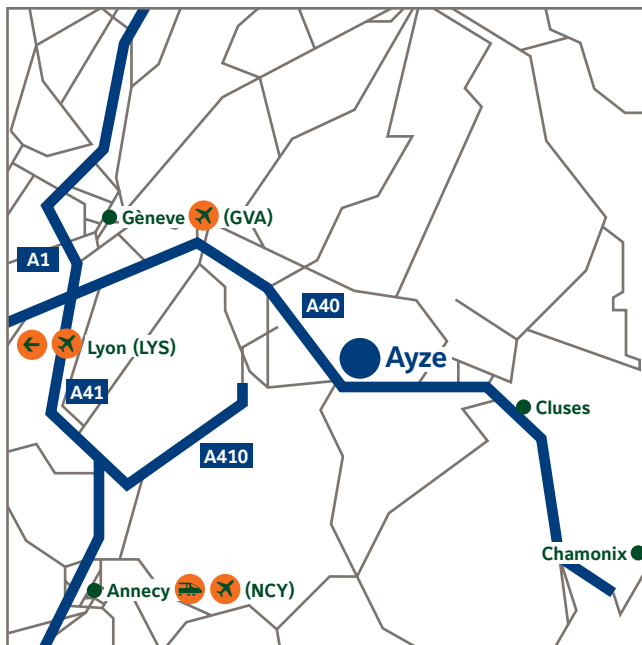 Gèneve (GVA)
A1
A40
Lyon (LYS)
Ayze
A41
Cluses
A410
Chamonix
Annecy (NCY)